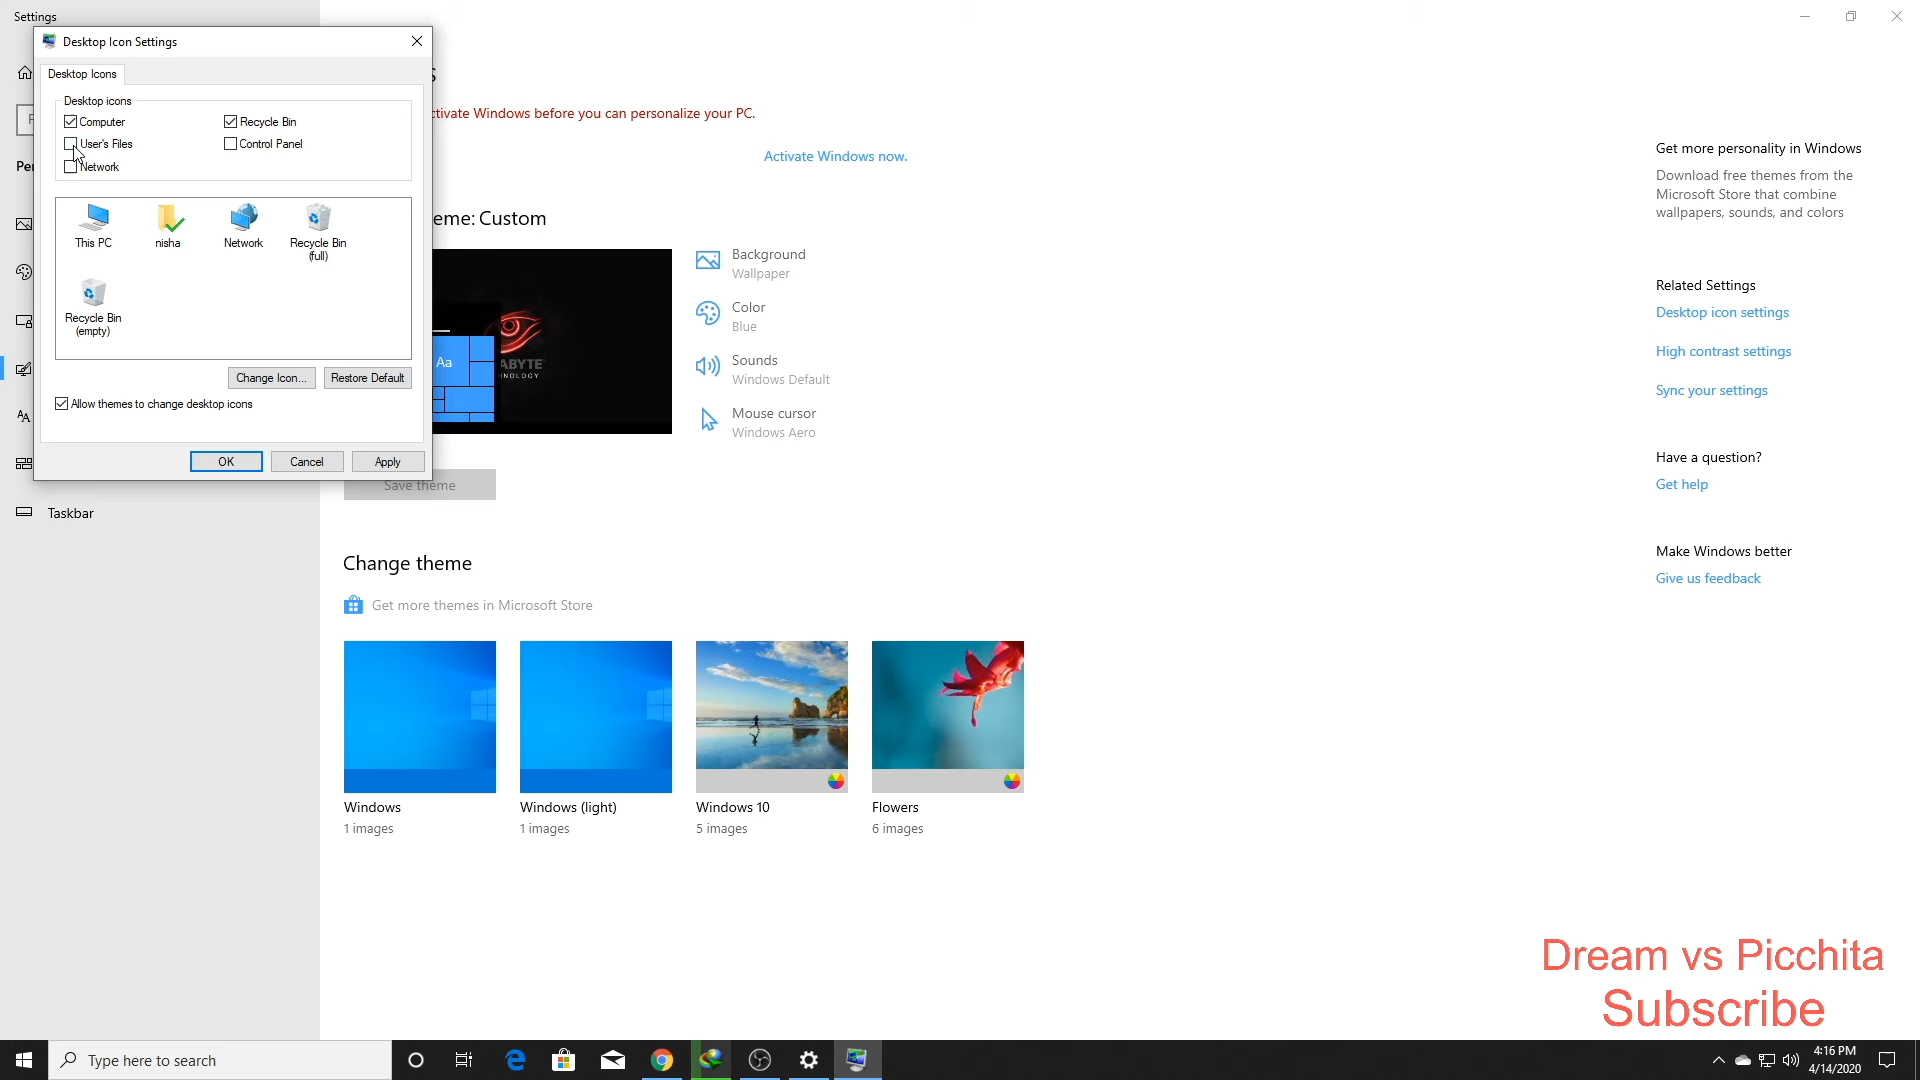 Settings
Desktop Icon Settings
Desktop Icons
Desktop icons
Computer
Recycle Bin
User's Files
Control Panel
Network
This PC
nisha
Network
Recycle Bin
(full)
Recycle Bin
(empty)
Change Icon...
Restore Default
Allow themes to change desktop icons
OK
Cancel
Apply
Taskbar
s
ctivate Windows before you can personalize your PC.
Activate Windows now.
eme: Custom
Aa
ABYTE
NOLOGY
Background
Wallpaper
Color
Blue
Sounds
Windows Default
Mouse cursor
Windows Aero
Save theme
Change theme
Get more themes in Microsoft Store
Windows
1 images
Windows (light)
1 images
Windows 10
5 images
Flowers
6 images
Get more personality in Windows
Download free themes from the
Microsoft Store that combine
wallpapers, sounds, and colors
Related Settings
Desktop icon settings
High contrast settings
Sync your settings
Have a question?
Get help
Make Windows better
Give us feedback
Dream vs Picchita
Subscribe
Type here to search
4:16 PM
4/14/2020